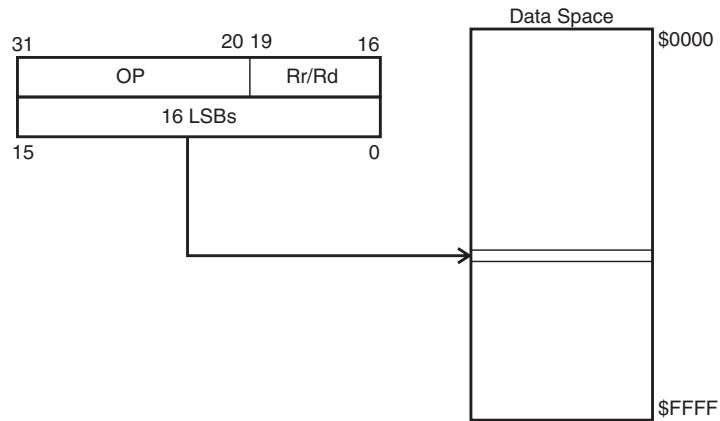 Data Space
31 20 19 16
$0000
OP Rr/Rd
16 LSBs
15 0
$FFFF